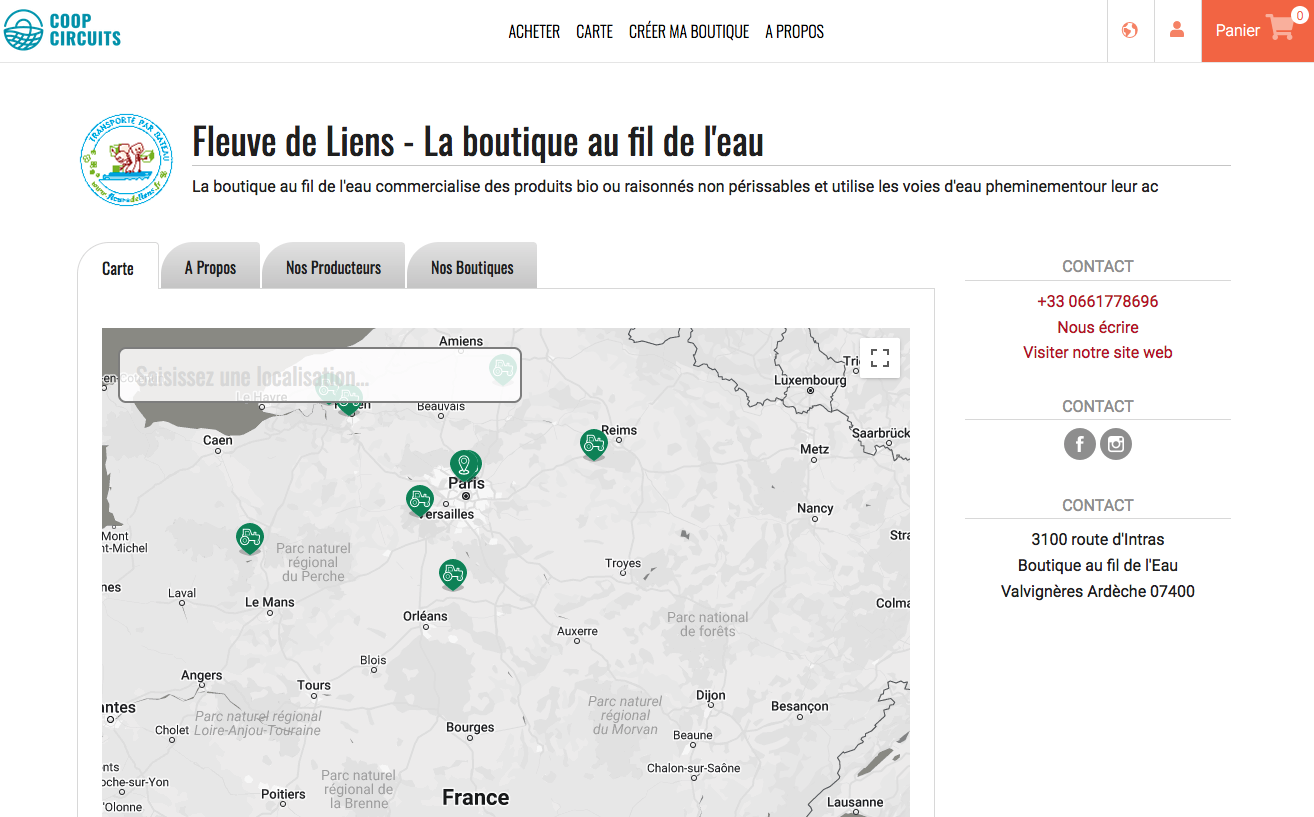 COOP
CIRCUITS
ACHETER
CARTE
CRÉER MA BOUTIQUE
A PROPOS
Panier
0
TRANSPORTÉ PAR BATEAU
Fleuve de Liens - La boutique au fil de l'eau
La boutique au fil de l'eau commercialise des produits bio ou raisonnés non périssables et utilise les voies d'eau pheminementour leur ac
Carte
A Propos
Nos Producteurs
Nos Boutiques
CONTACT
+33 0661778696
Nous écrire
Visiter notre site web
CONTACT
CONTACT
3100 route d'Intras
Boutique au fil de l'Eau
Valvignères Ardèche 07400
Saisissez une localisation...
Amiens
Le Havre
Beauvais
Luxembourg
Caen
Reims
Metz
Saarbrück
Paris
Versailles
Nancy
Mont
nt-Michel
Stra
Parc naturel
régional
du Perche
Troyes
nes
Laval
Le Mans
Colma
Orléans
Parc national
de forêts
Auxerre
Blois
Angers
Tours
Dijon
Besançon
antes
Parc naturel régional
Loire-Anjou-Touraine
Cholet
Parc naturel
régional
du Morvan
Bourges
Beaune
Chalon-sur-Saône
nts
oche-sur-Yon
'Olonne
Poitiers
Parc naturel
régional de
la Brenne
France
Lausanne